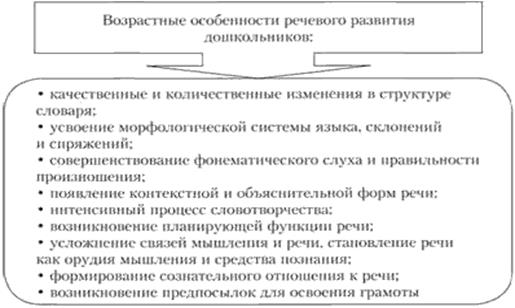 Возрастные особенности речевого развития
дошкольников:
• качественные и количественные изменения в структуре
словаря;
• усвоение морфологической системы языка, склонений
и спряжений;
• совершенствование фонематического слуха и правильности
произношения;
• появление контекстной и объяснительной форм речи;
• интенсивный процесс словотворчества;
• возникновение планирующей функции речи;
• усложнение связей мышления и речи, становление речи
как орудия мышления и средства познания;
• формирование сознательного отношения к речи;
• возникновение предпосылок для освоения грамоты